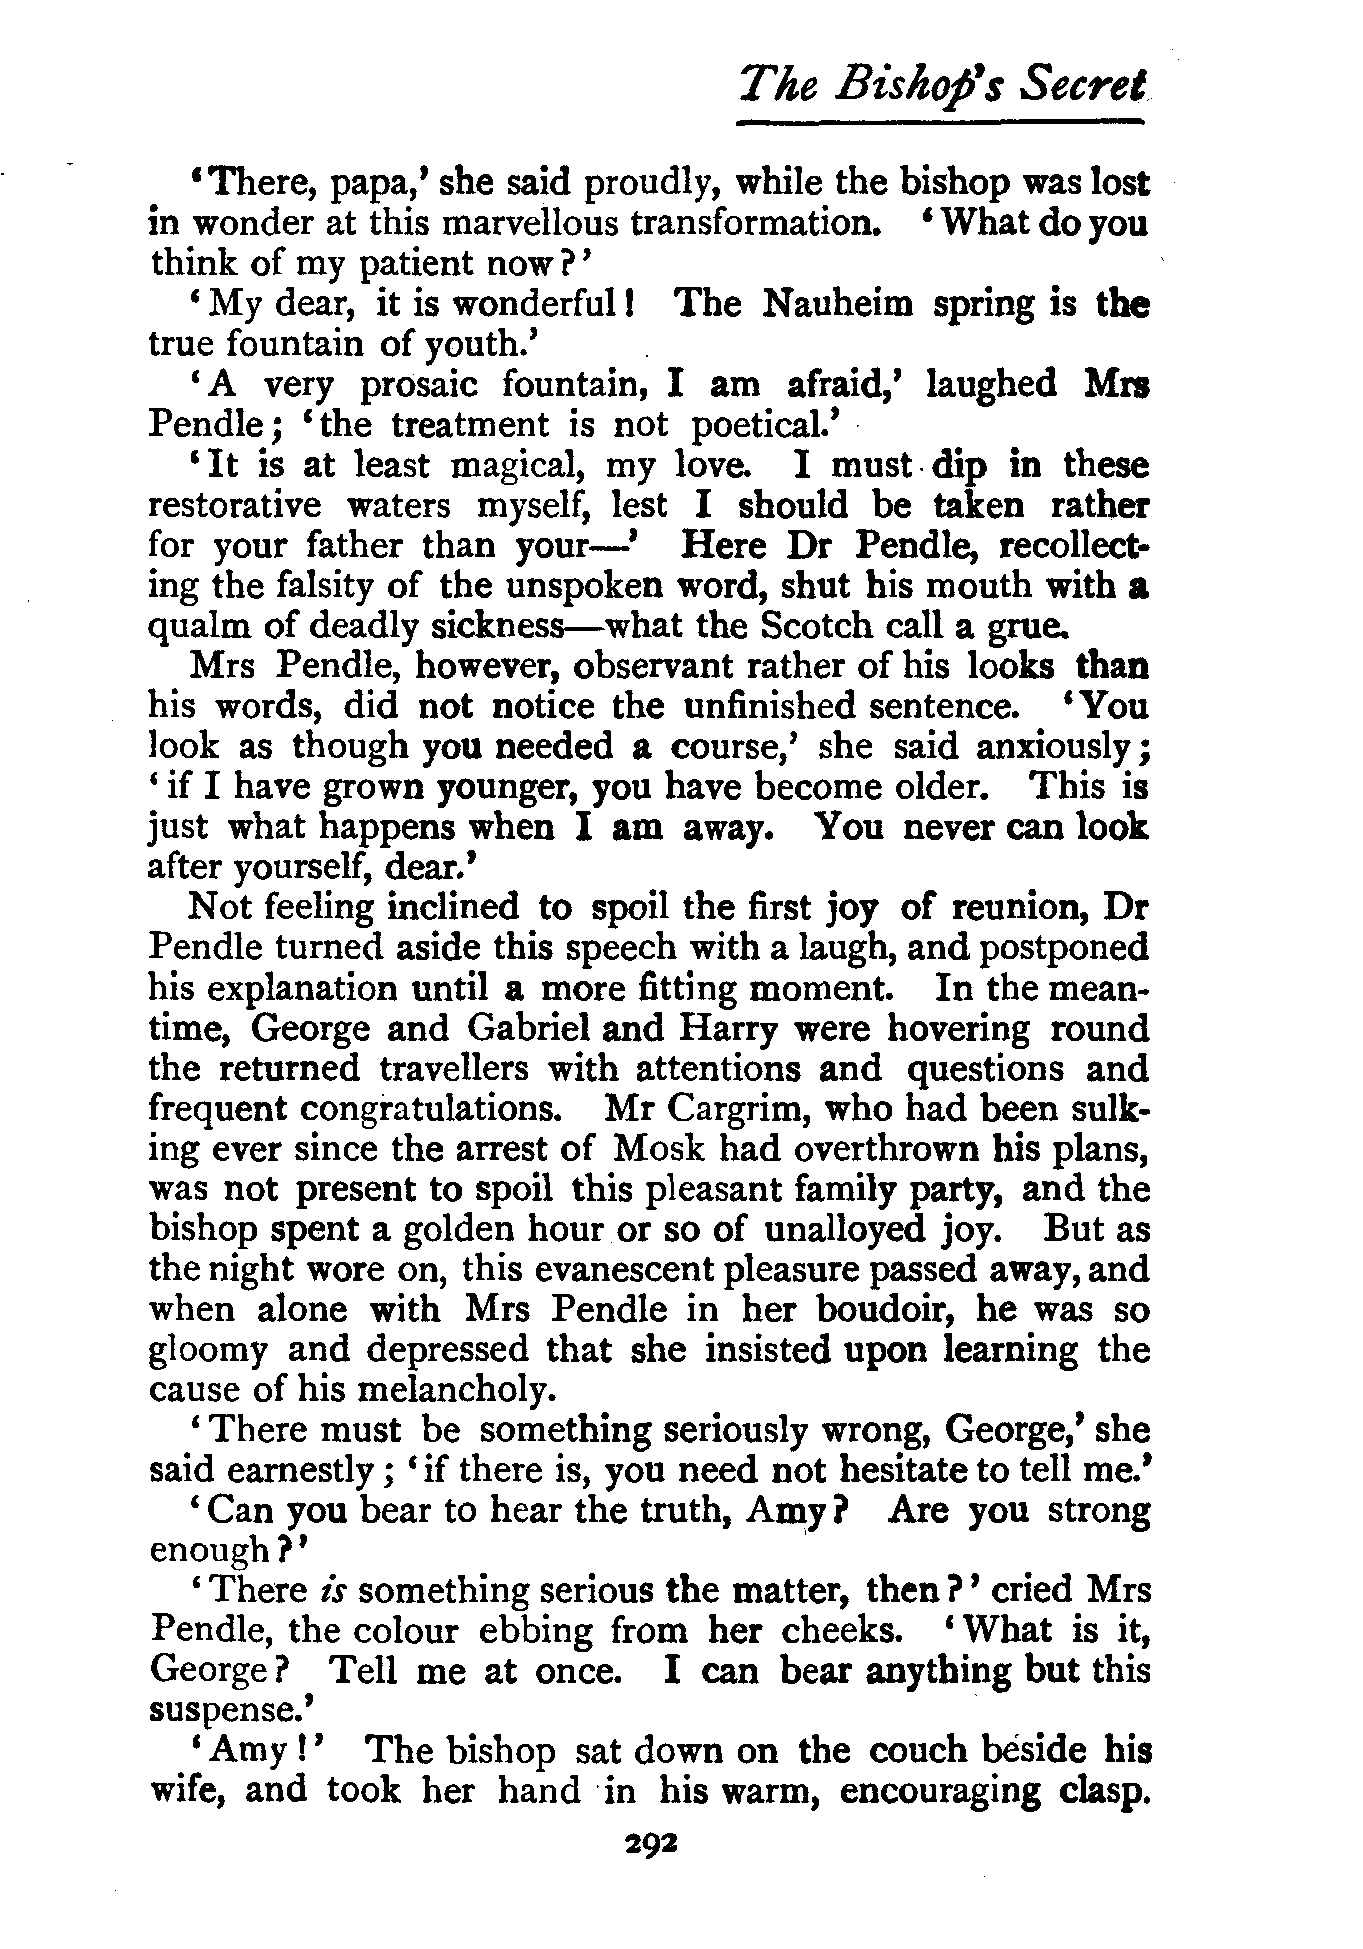 The Bishop's Secret
‘There, papa,’ she said proudly, while the bishop was lost
in wonder at this marvellous transformation. ‘What do you
think of my patient now?’
‘My dear, it is wonderful! The Nauheim spring is the
true fountain of youth.’
‘A very prosaic fountain, I am afraid,’ laughed Mrs
Pendle; ‘the treatment is not poetical.’
‘It is at least magical, my love. I must dip in these
restorative waters myself, lest I should be taken rather
for your father than your—’ Here Dr Pendle, recollect-
ing the falsity of the unspoken word, shut his mouth with a
qualm of deadly sickness—what the Scotch call a grue.
Mrs Pendle, however, observant rather of his looks than
his words, did not notice the unfinished sentence. ‘You
look as though you needed a course,’ she said anxiously;
‘if I have grown younger, you have become older. This is
just what happens when I am away. You never can look
after yourself, dear.’
Not feeling inclined to spoil the first joy of reunion, Dr
Pendle turned aside this speech with a laugh, and postponed
his explanation until a more fitting moment. In the mean-
time, George and Gabriel and Harry were hovering round
the returned travellers with attentions and questions and
frequent congratulations. Mr Cargrim, who had been sulk-
ing ever since the arrest of Mosk had overthrown his plans,
was not present to spoil this pleasant family party, and the
bishop spent a golden hour or so of unalloyed joy. But as
the night wore on, this evanescent pleasure passed away, and
when alone with Mrs Pendle in her boudoir, he was so
gloomy and depressed that she insisted upon learning the
cause of his melancholy.
‘There must be something seriously wrong, George,’ she
said earnestly; ‘if there is, you need not hesitate to tell me.’
‘Can you bear to hear the truth, Amy? Are you strong
enough?’
‘There is something serious the matter, then?’ cried Mrs
Pendle, the colour ebbing from her cheeks. ‘What is it,
George? Tell me at once. I can bear anything but this
suspense.’
‘Amy!’ The bishop sat down on the couch beside his
wife, and took her hand in his warm, encouraging clasp.
292